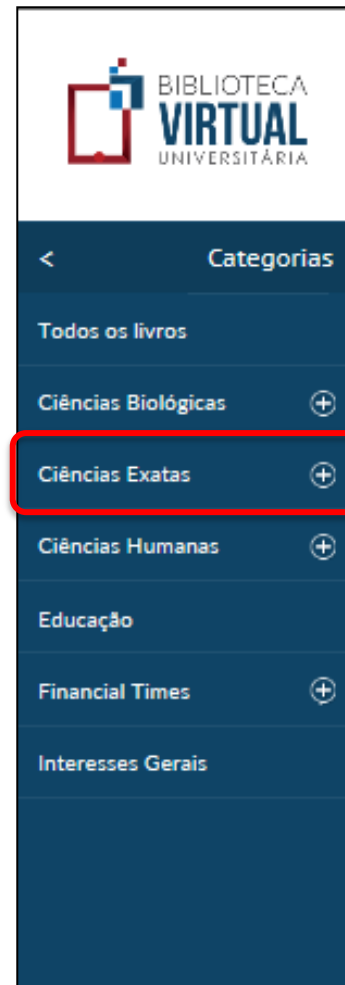 BIBLIOTECA
VIRTUAL
UNIVERSITÁRIA
< Categorias
Todos os livros
Ciências Biológicas
Ciências Exatas
Ciências Humanas
Educação
Financial Times
Interesses Gerais